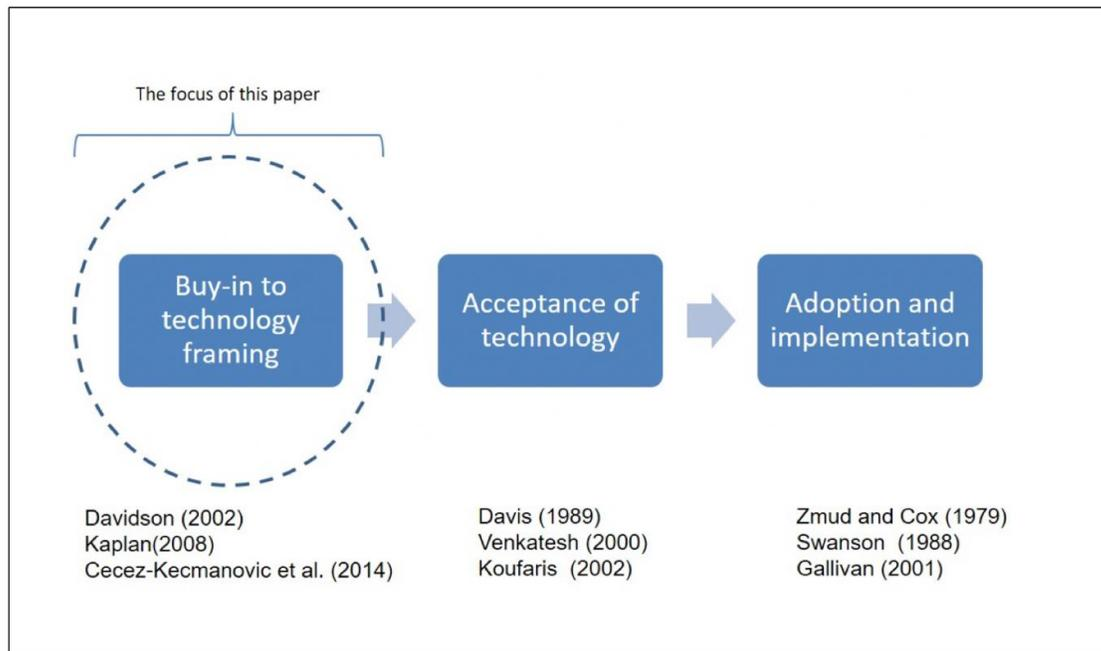 The focus of this paper
Buy-in to
technology
framing
Acceptance of
technology
Adoption and
implementation
Davidson (2002)
Kaplan(2008)
Cecez-Kecmanovic et al. (2014)
Davis (1989)
Venkatesh (2000)
Koufaris (2002)
Zmud and Cox (1979)
Swanson (1988)
Gallivan (2001)